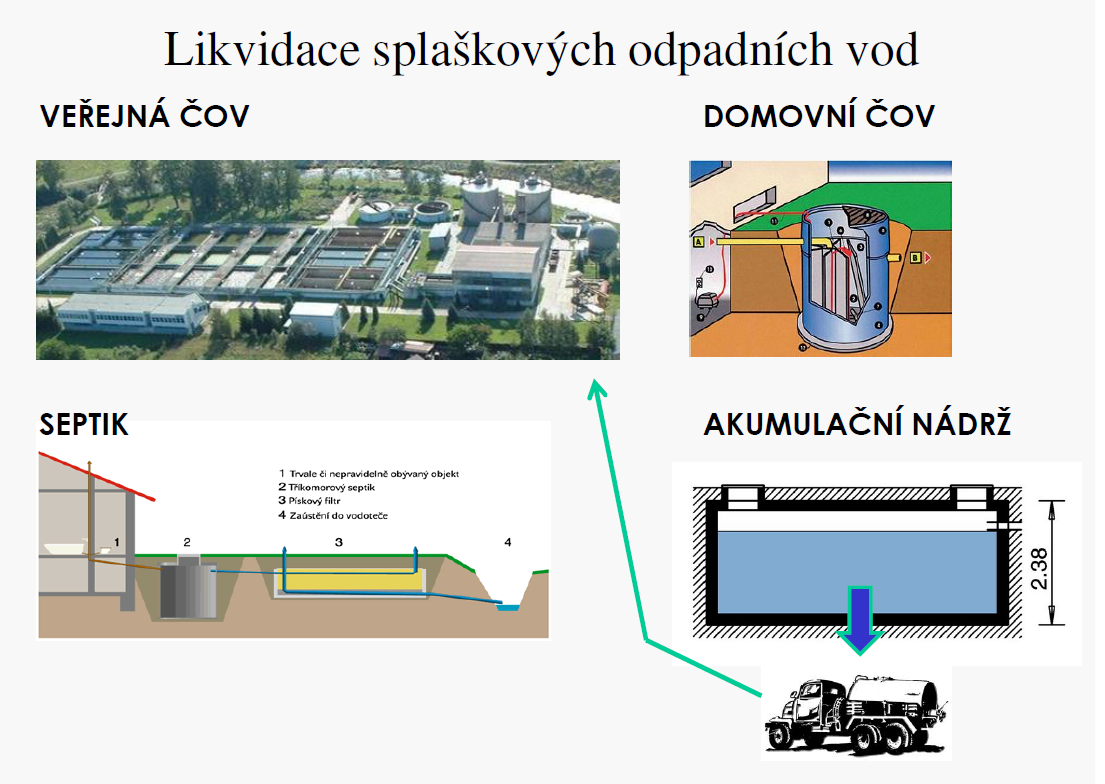 Likvidace splaškových odpadních vod
VEŘEJNÁ ČOV
DOMOVNÍ ČOV
A
B
SEPTIK
1 Trvale či nepravidelně obývaný objekt
2 Tříkomorový septik
3 Pískový filtr
4 Zaústění do vodoteče
1
2
3
4
AKUMULAČNÍ NÁDRŽ
2.38